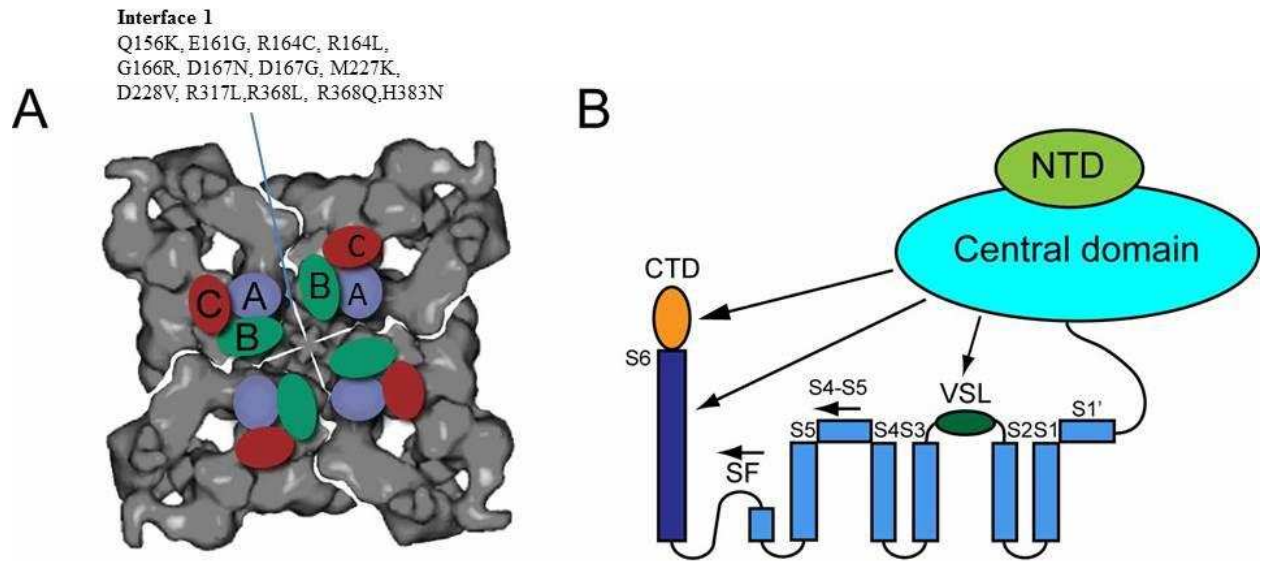 Interface 1
Q156K, E161G, R164C, R164L,
G166R, D167N, D167G, M227K,
D228V, R317L,R368L, R368Q,H383N
A
B
C
B
A
C
A
B
NTD
Central domain
CTD
S6
S4-S5
VSL
S1'
S5
S4S3
S2S1
SF